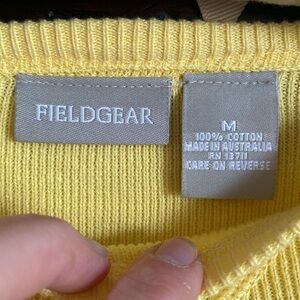 FIELDGEAR
M
100% COTTON
MADE IN AUSTRALIA
RN 13711
CARE ON REVERSE